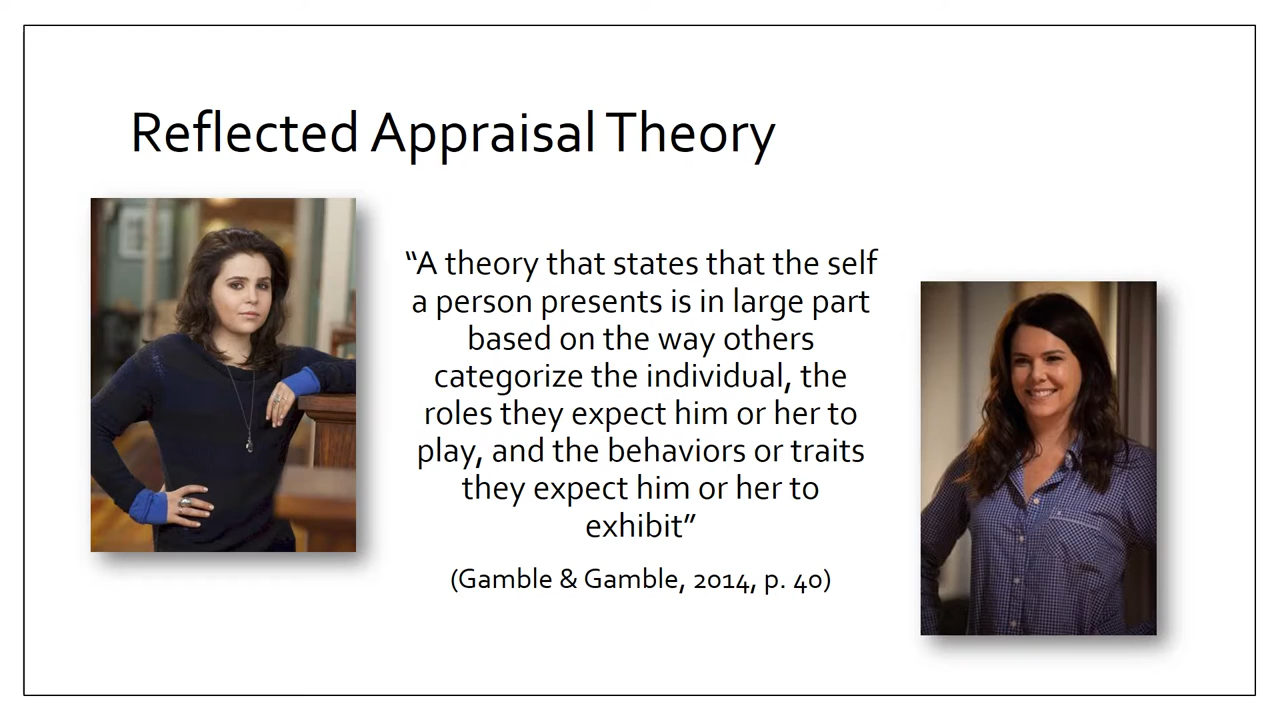 Reflected Appraisal Theory
“A theory that states that the self
a person presents is in large part
based on the way others
categorize the individual, the
roles they expect him or her to
play, and the behaviors or traits
they expect him or her to
exhibit”
(Gamble & Gamble, 2014, p. 40)